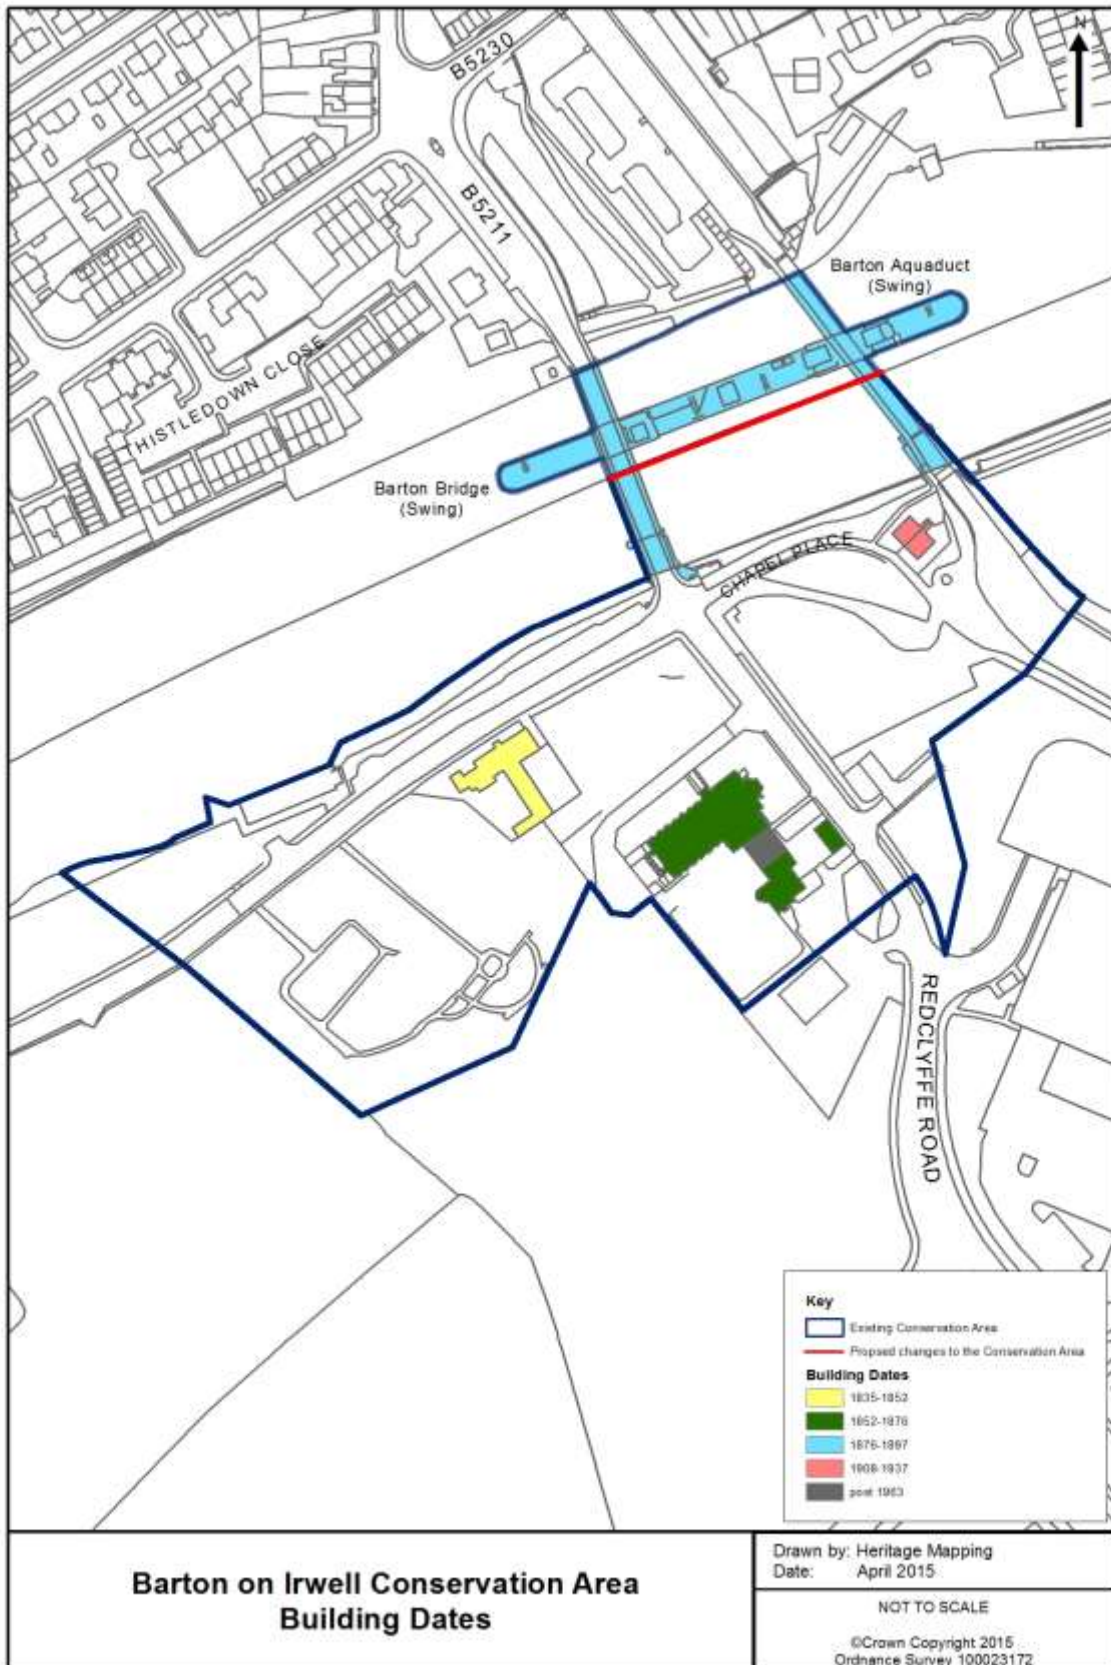 N
B5230
B5211
Barton Aquaduct
(Swing)
THISTLEDOWN CLOSE
Barton Bridge
(Swing)
CHAPEL PLACE
REDCLYFFE ROAD
Key
Existing Conservation Area
Propsed changes to the Conservation Area
Building Dates
1835-1852
1852-1876
1876-1897
1908-1937
post 1963
Barton on Irwell Conservation Area
Building Dates
Drawn by: Heritage Mapping
Date: April 2015
NOT TO SCALE
©Crown Copyright 2015
Ordnance Survey 100023172